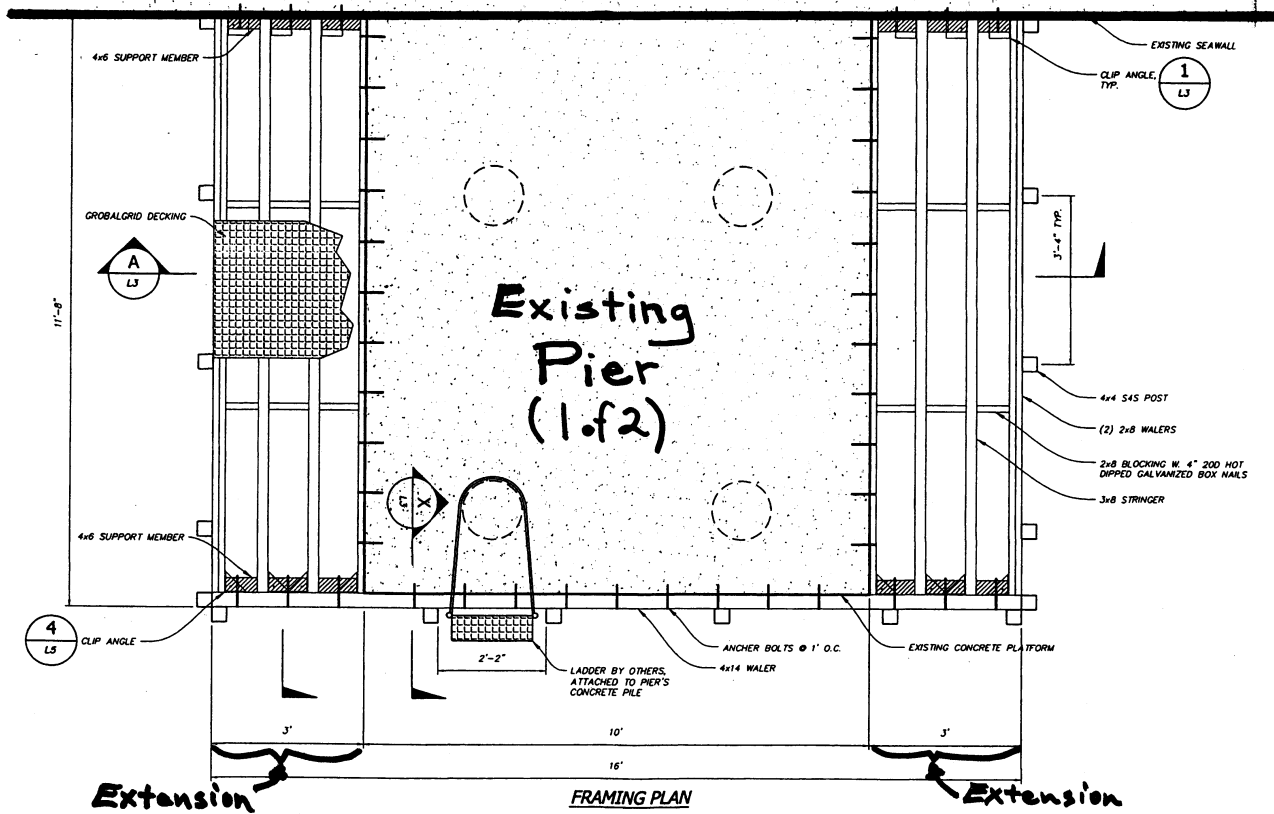 4x6 SUPPORT MEMBER
EXISTING SEAWALL
CLIP ANGLE,
TYP.
1
L3
GROBALGRID DECKING
A
L3
11'-8"
3'-4" TYP.
Existing
Pier
(1 of 2)
4x4 S4S POST
(2) 2x8 WALERS
2x8 BLOCKING W. 4" 20D HOT
DIPPED GALVANIZED BOX NAILS
3x8 STRINGER
X
L3
4x6 SUPPORT MEMBER
4
L5
CLIP ANGLE
2'-2"
LADDER BY OTHERS,
ATTACHED TO PIER'S
CONCRETE PILE
ANCHER BOLTS @ 1' O.C.
4x14 WALER
EXISTING CONCRETE PLATFORM
3'
10'
3'
16'
Extension
FRAMING PLAN
Extension